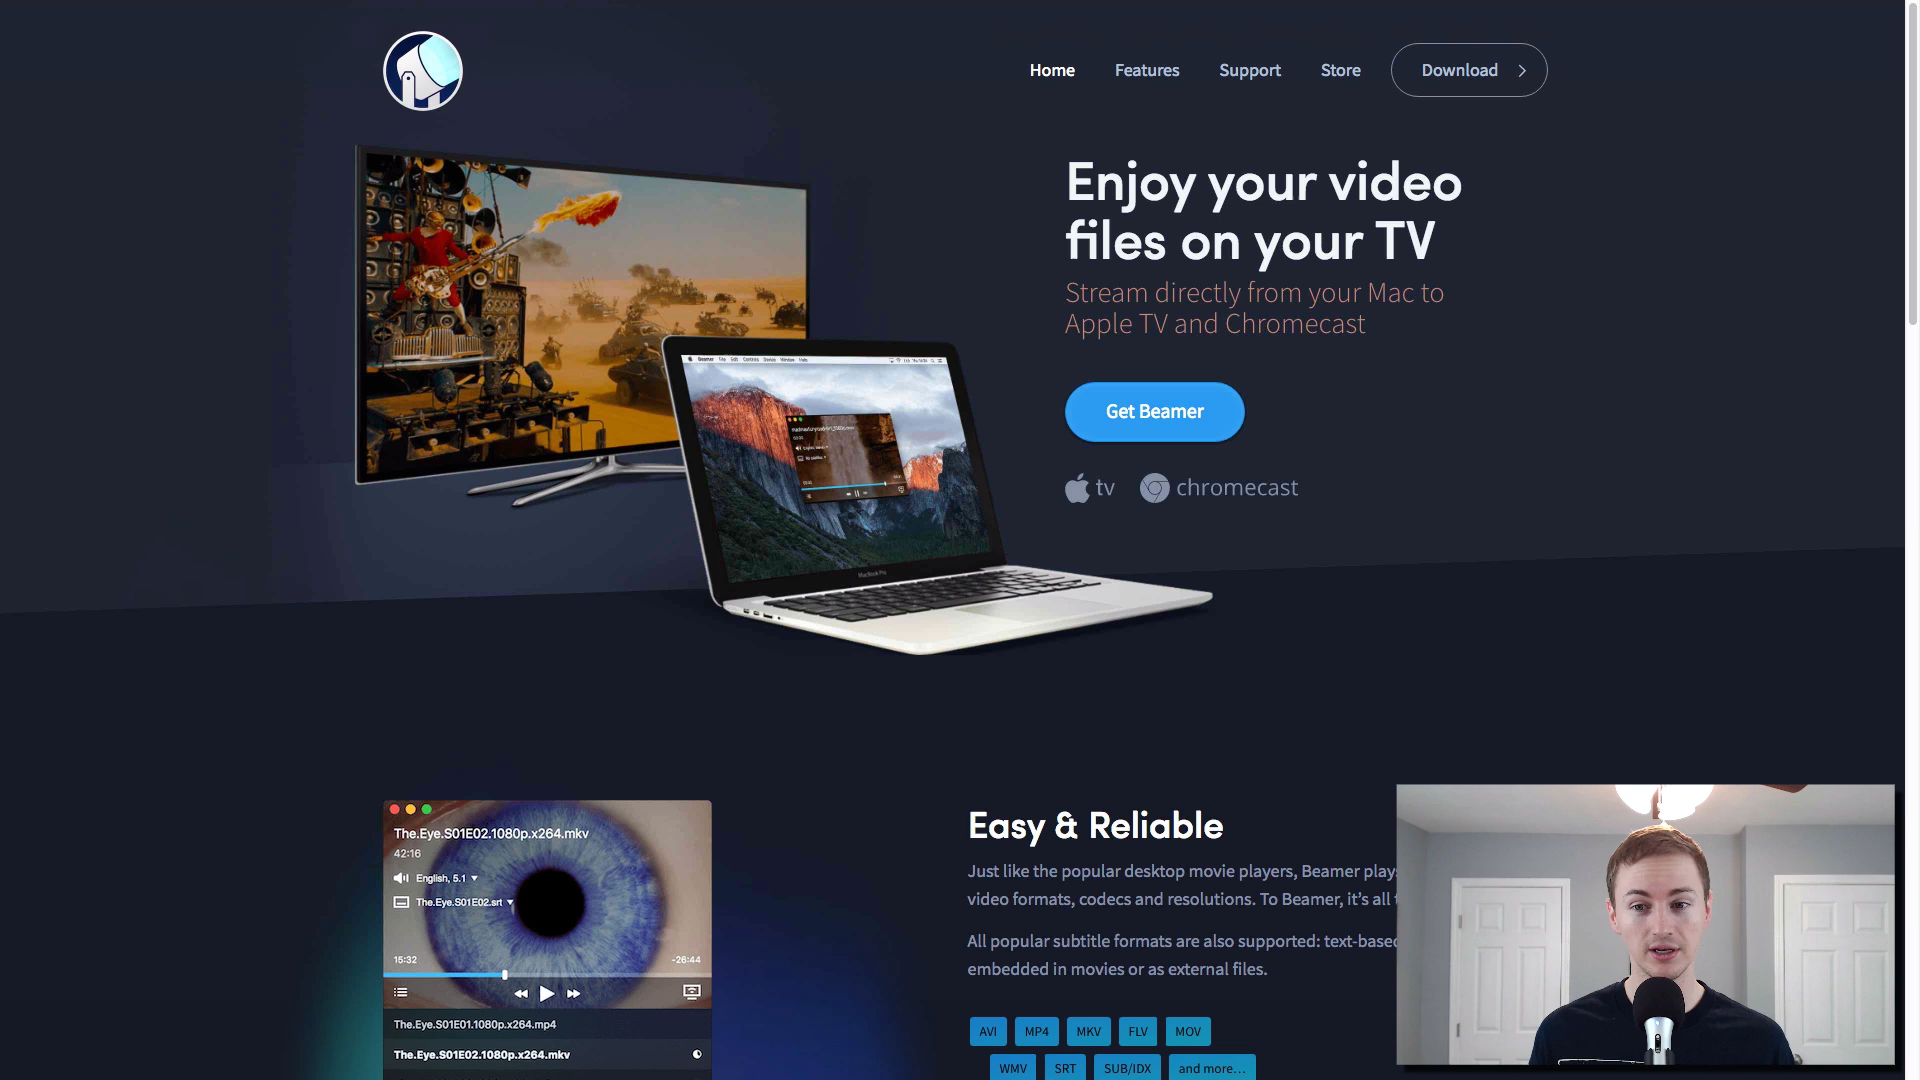 Home
Features
Support
Store
Download
Enjoy your video
files on your TV
Stream directly from your Mac to
Apple TV and Chromecast
Get Beamer
tv
chromecast
MacBook Pro
Easy & Reliable
Just like the popular desktop movie players, Beamer plays
video formats, codecs and resolutions. To Beamer, it's all
All popular subtitle formats are also supported: text-based
embedded in movies or as external files.
AVI
MP4
MKV
FLV
MOV
WMV
SRT
SUB/IDX
and more...
The.Eye.S01E02.1080p.x264.mkv
42:16
English, 5.1
The.Eye.S01E02.srt
15:32
-26:44
The.Eye.S01E01.1080p.x264.mp4
The.Eye.S01E02.1080p.x264.mkv